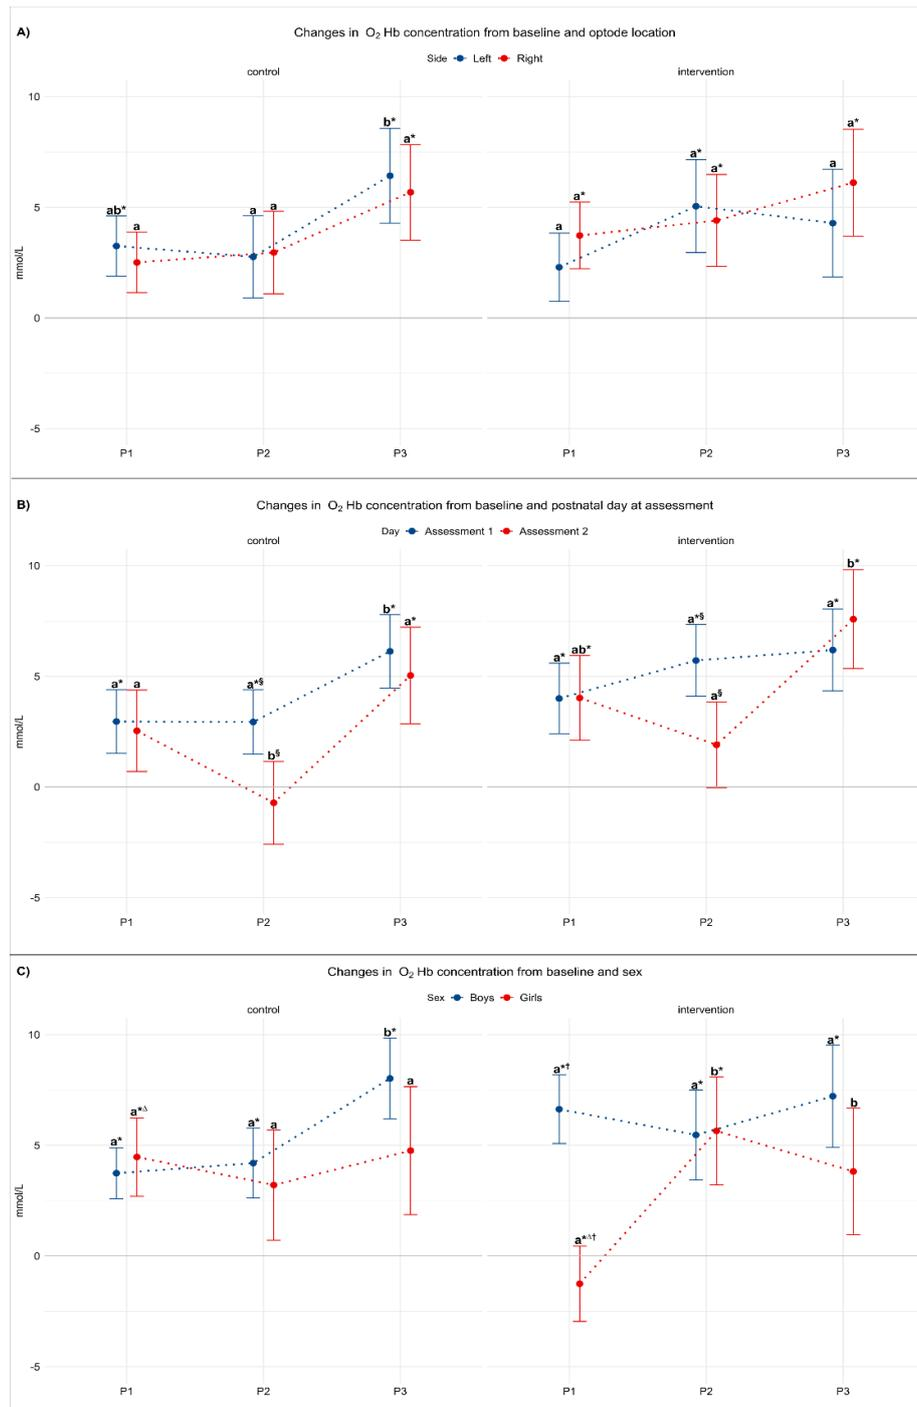 A)
Changes in O₂ Hb concentration from baseline and optode location
Side Left Right
control intervention
10
b* a* a* a* a*
ab* a a a a a* a
5
mmol/L
0
-5
P1 P2 P3 P1 P2 P3
B)
Changes in O₂ Hb concentration from baseline and postnatal day at assessment
Day Assessment 1 Assessment 2
control intervention
10
b* a* a*§ a* b*
a* a a*§ a* ab*
5
b§ a§
mmol/L
0
-5
P1 P2 P3 P1 P2 P3
C)
Changes in O₂ Hb concentration from baseline and sex
Sex Boys Girls
control intervention
10
b* a a*† a* b* a*
a* a*Δ a* a b
5
mmol/L
a*Δ†
0
-5
P1 P2 P3 P1 P2 P3